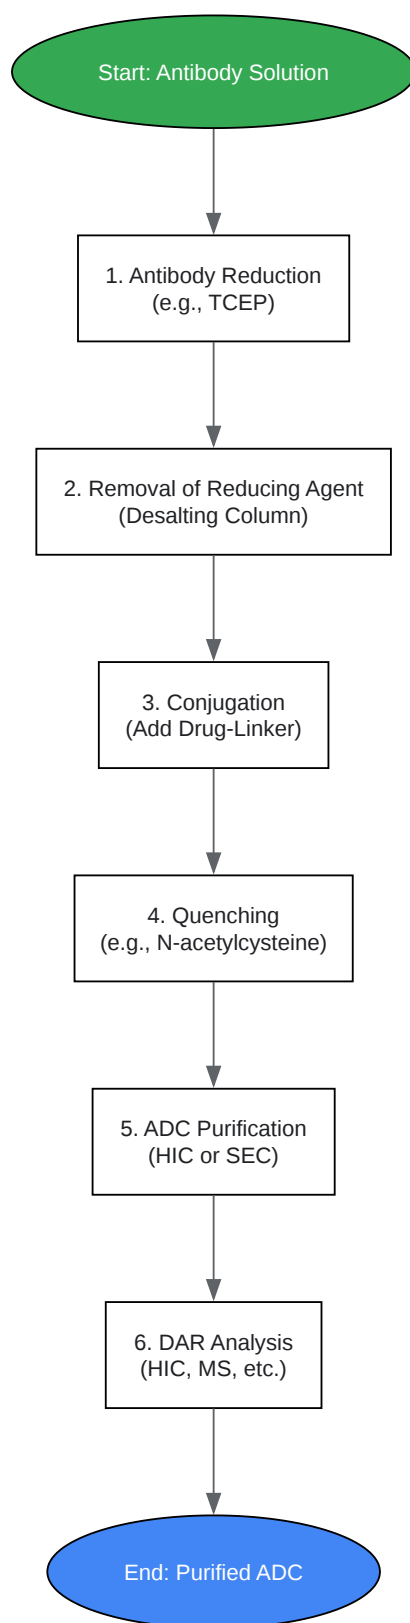 Start: Antibody Solution
1. Antibody Reduction
(e.g., TCEP)
2. Removal of Reducing Agent
(Desalting Column)
3. Conjugation
(Add Drug-Linker)
4. Quenching
(e.g., N-acetylcysteine)
5. ADC Purification
(HIC or SEC)
6. DAR Analysis
(HIC, MS, etc.)
End: Purified ADC